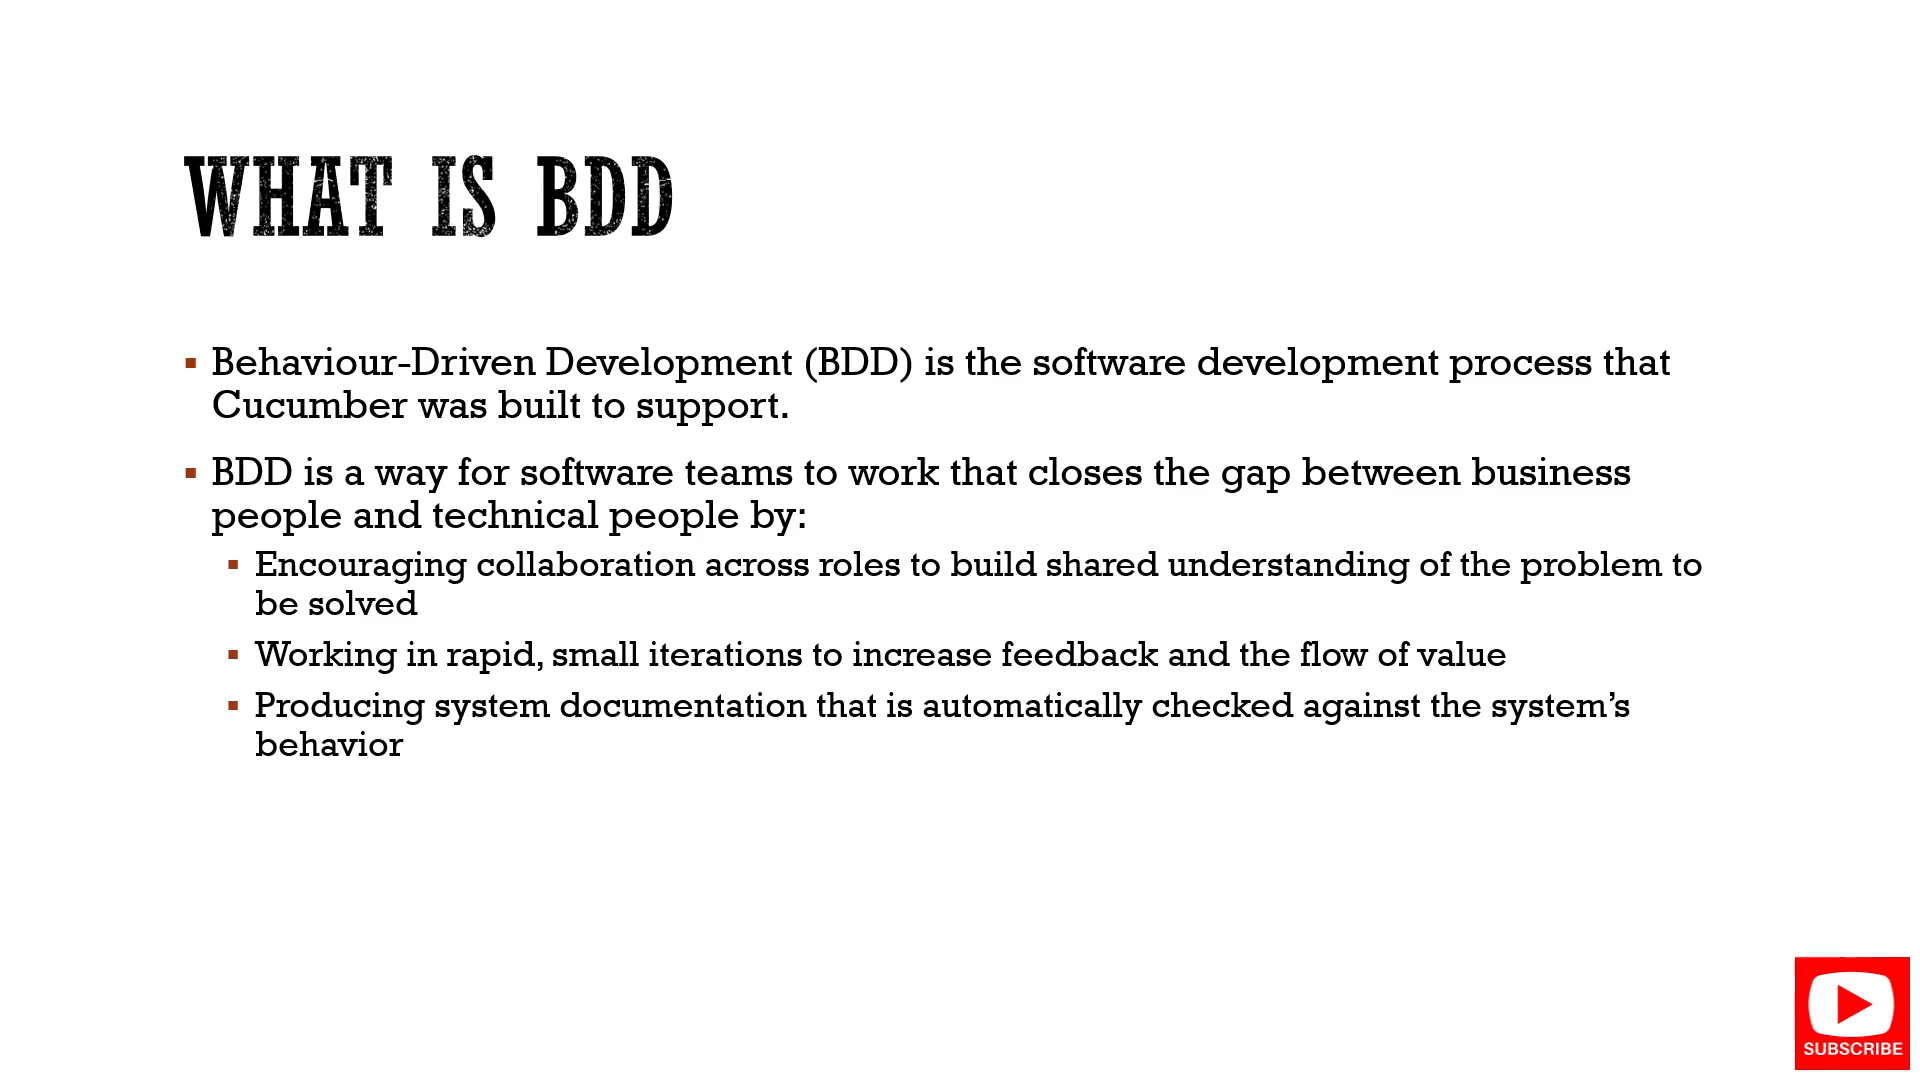 WHAT IS BDD
▪ Behaviour-Driven Development (BDD) is the software development process that
Cucumber was built to support.
▪ BDD is a way for software teams to work that closes the gap between business
people and technical people by:
▪ Encouraging collaboration across roles to build shared understanding of the problem to
be solved
▪ Working in rapid, small iterations to increase feedback and the flow of value
▪ Producing system documentation that is automatically checked against the system’s
behavior
SUBSCRIBE